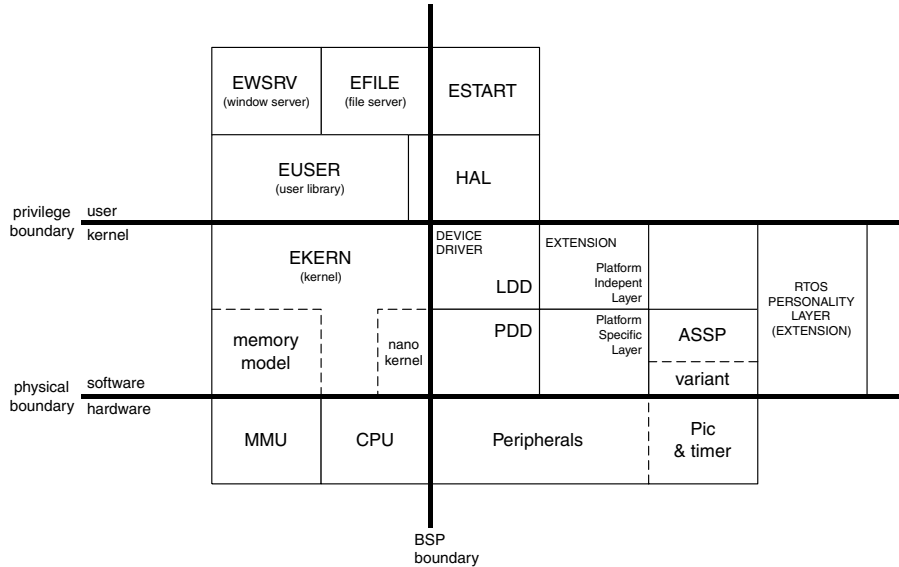 EWSRV
(window server)
EFILE
(file server)
ESTART
EUSER
(user library)
HAL
privilege
boundary
user
kernel
EKERN
(kernel)
DEVICE
DRIVER
LDD
EXTENSION
Platform
Indepent
Layer
RTOS
PERSONALITY
LAYER
(EXTENSION)
memory
model
nano
kernel
PDD
Platform
Specific
Layer
ASSP
variant
physical
boundary
software
hardware
MMU
CPU
Peripherals
Pic
& timer
BSP
boundary